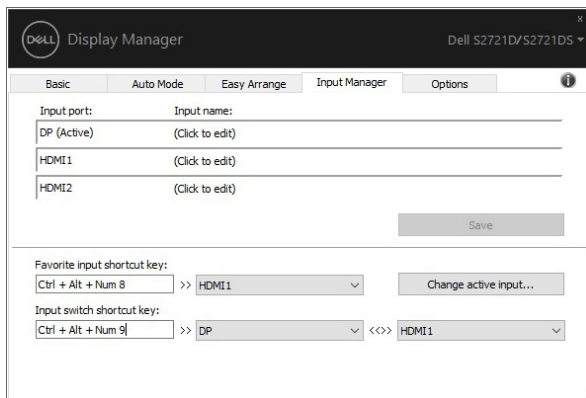 DELL Display Manager Dell S2721D/S2721DS
x
Basic Auto Mode Easy Arrange Input Manager Options
Input port: Input name:
DP (Active) (Click to edit)
HDMI1 (Click to edit)
HDMI2 (Click to edit)
Save
Favorite input shortcut key:
Ctrl + Alt + Num 8 >> HDMI1 Change active input...
Input switch shortcut key:
Ctrl + Alt + Num 9 >> DP <<>> HDMI1